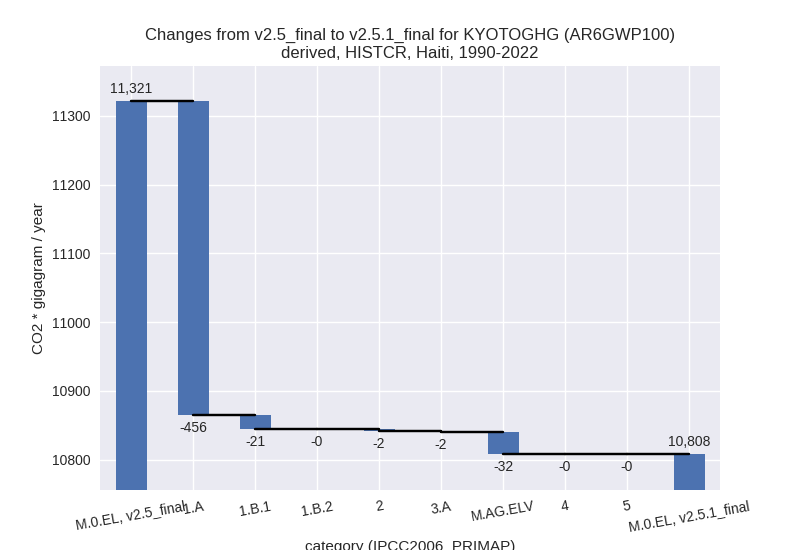 Changes from v2.5_final to v2.5.1_final for KYOTOGHG (AR6GWP100)
derived, HISTCR, Haiti, 1990-2022
CO2 * gigagram / year
11300
11200
11100
11000
10900
10800
11,321
-456
-21
-0
-2
-2
-32
-0
-0
10,808
M.0.EL, v2.5_final
1.A
1.B.1
1.B.2
2
3.A
M.AG.ELV
4
5
M.0.EL, v2.5.1_final
category (IPCC2006_PRIMAP)